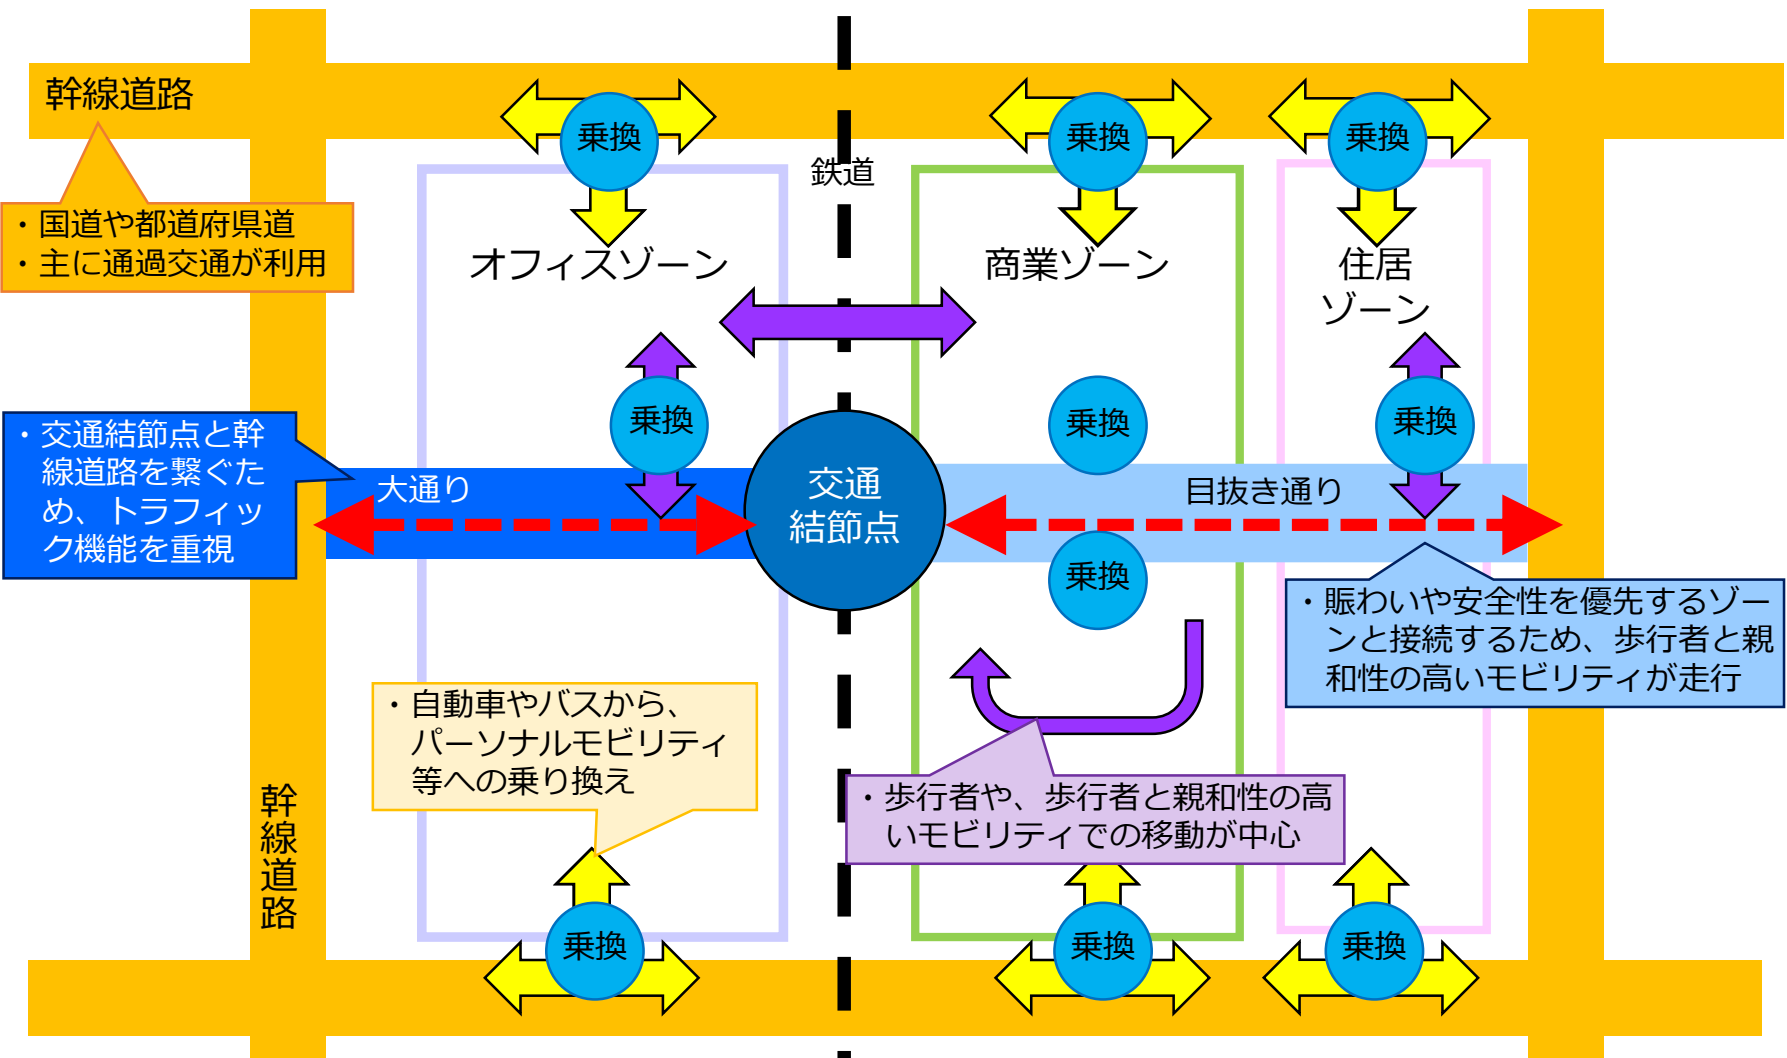 幹線道路
乗換
乗換
乗換
鉄道
・国道や都道府県道
・主に通過交通が利用
オフィスゾーン
商業ゾーン
住居
ゾーン
・交通結節点と幹
線道路を繋ぐた
め、トラフィッ
ク機能を重視
乗換
乗換
乗換
大通り
交通
結節点
目抜き通り
乗換
・賑わいや安全性を優先するゾー
ンと接続するため、歩行者と親
和性の高いモビリティが走行
・自動車やバスから、
パーソナルモビリティ
等への乗り換え
・歩行者や、歩行者と親和性の高
いモビリティでの移動が中心
幹線道路
乗換
乗換
乗換